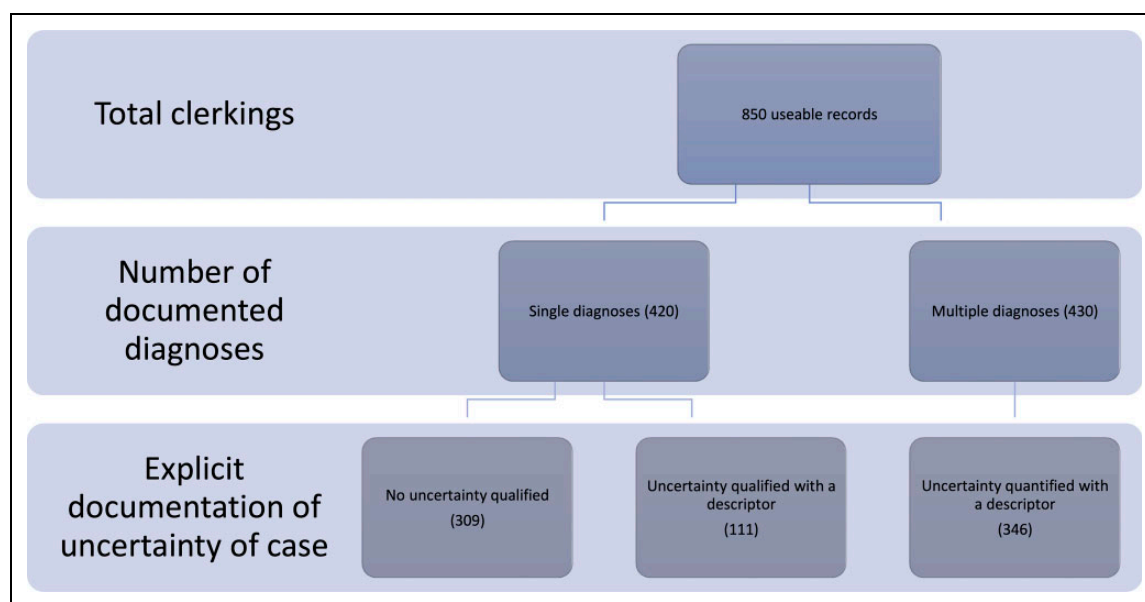 Total clerkings
850 useable records
Number of
documented
diagnoses
Single diagnoses (420)
Multiple diagnoses (430)
Explicit
documentation of
uncertainty of case
No uncertainty qualified
(309)
Uncertainty qualified with a
descriptor
(111)
Uncertainty quantified with
a descriptor
(346)